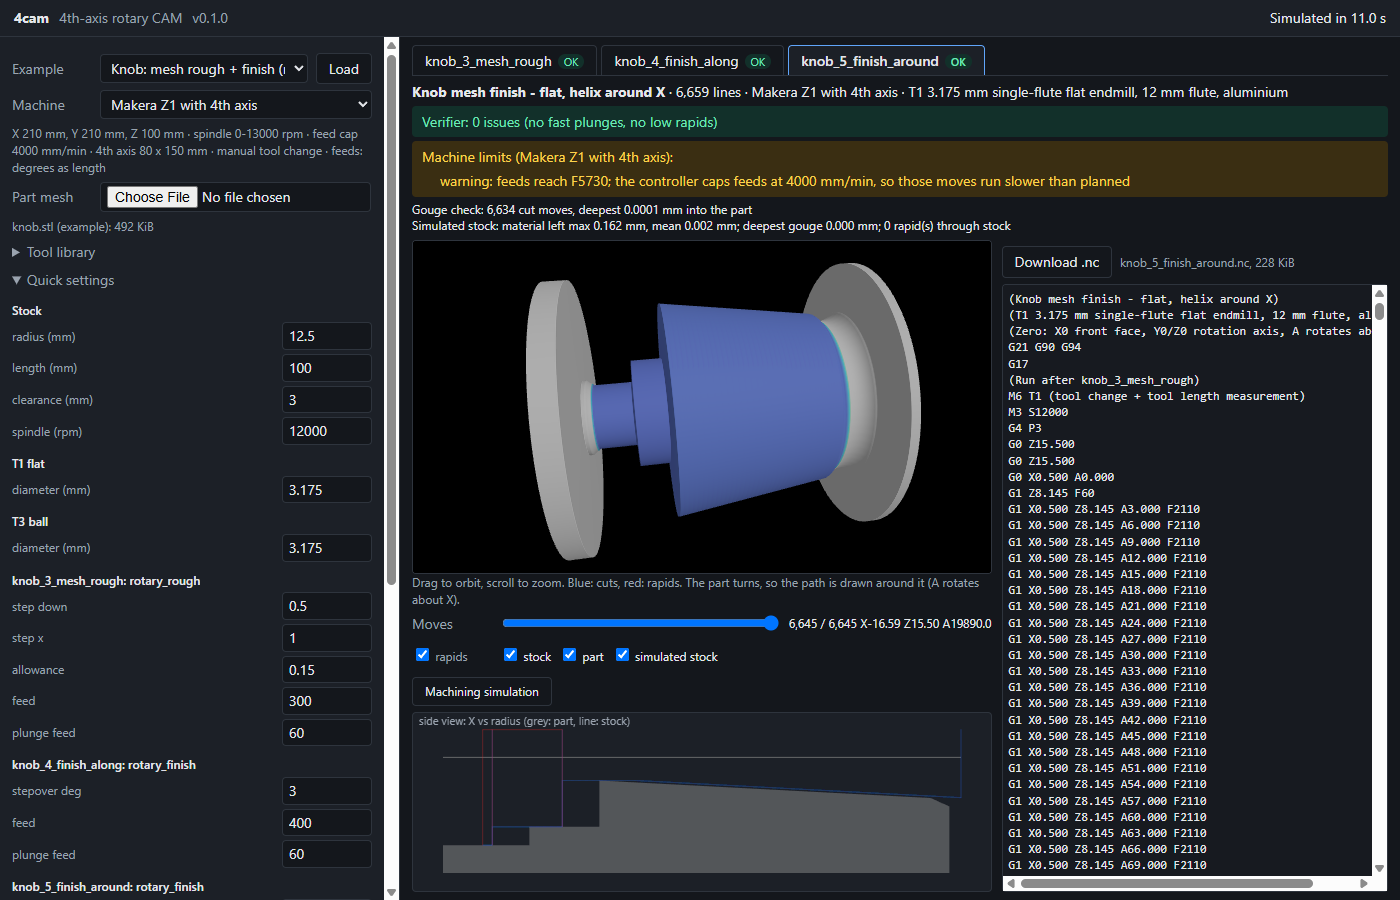 4cam 4th-axis rotary CAM v0.1.0
Simulated in 11.0 s
Example
Knob: mesh rough + finish (
Load
Machine
Makera Z1 with 4th axis
X 210 mm, Y 210 mm, Z 100 mm · spindle 0-13000 rpm · feed cap
4000 mm/min · 4th axis 80 x 150 mm · manual tool change · feeds:
degrees as length
Part mesh
Choose File No file chosen
knob.stl (example): 492 KiB
Tool library
Quick settings
Stock
radius (mm) 12.5
length (mm) 100
clearance (mm) 3
spindle (rpm) 12000
T1 flat
diameter (mm) 3.175
T3 ball
diameter (mm) 3.175
knob_3_mesh_rough: rotary_rough
step down 0.5
step x 1
allowance 0.15
feed 300
plunge feed 60
knob_4_finish_along: rotary_finish
stepover deg 3
feed 400
plunge feed 60
knob_5_finish_around: rotary_finish
knob_3_mesh_rough OK
knob_4_finish_along OK
knob_5_finish_around OK
Knob mesh finish - flat, helix around X · 6,659 lines · Makera Z1 with 4th axis · T1 3.175 mm single-flute flat endmill, 12 mm flute, aluminium
Verifier: 0 issues (no fast plunges, no low rapids)
Machine limits (Makera Z1 with 4th axis):
warning: feeds reach F5730; the controller caps feeds at 4000 mm/min, so those moves run slower than planned
Gouge check: 6,634 cut moves, deepest 0.0001 mm into the part
Simulated stock: material left max 0.162 mm, mean 0.002 mm; deepest gouge 0.000 mm; 0 rapid(s) through stock
Drag to orbit, scroll to zoom. Blue: cuts, red: rapids. The part turns, so the path is drawn around it (A rotates
about X).
Moves
6,645 / 6,645 X-16.59 Z15.50 A19890.0
rapids stock part simulated stock
Machining simulation
side view: X vs radius (grey: part, line: stock)
Download .nc
knob_5_finish_around.nc, 228 KiB
(Knob mesh finish - flat, helix around X)
(T1 3.175 mm single-flute flat endmill, 12 mm flute, al
(Zero: X0 front face, Y0/Z0 rotation axis, A rotates ab
G21 G90 G94
G17
(Run after knob_3_mesh_rough)
M6 T1 (tool change + tool length measurement)
M3 S12000
G4 P3
G0 Z15.500
G0 Z15.500
G0 X0.500 A0.000
G1 Z8.145 F60
G1 X0.500 Z8.145 A3.000 F2110
G1 X0.500 Z8.145 A6.000 F2110
G1 X0.500 Z8.145 A9.000 F2110
G1 X0.500 Z8.145 A12.000 F2110
G1 X0.500 Z8.145 A15.000 F2110
G1 X0.500 Z8.145 A18.000 F2110
G1 X0.500 Z8.145 A21.000 F2110
G1 X0.500 Z8.145 A24.000 F2110
G1 X0.500 Z8.145 A27.000 F2110
G1 X0.500 Z8.145 A30.000 F2110
G1 X0.500 Z8.145 A33.000 F2110
G1 X0.500 Z8.145 A36.000 F2110
G1 X0.500 Z8.145 A39.000 F2110
G1 X0.500 Z8.145 A42.000 F2110
G1 X0.500 Z8.145 A45.000 F2110
G1 X0.500 Z8.145 A48.000 F2110
G1 X0.500 Z8.145 A51.000 F2110
G1 X0.500 Z8.145 A54.000 F2110
G1 X0.500 Z8.145 A57.000 F2110
G1 X0.500 Z8.145 A60.000 F2110
G1 X0.500 Z8.145 A63.000 F2110
G1 X0.500 Z8.145 A66.000 F2110
G1 X0.500 Z8.145 A69.000 F2110